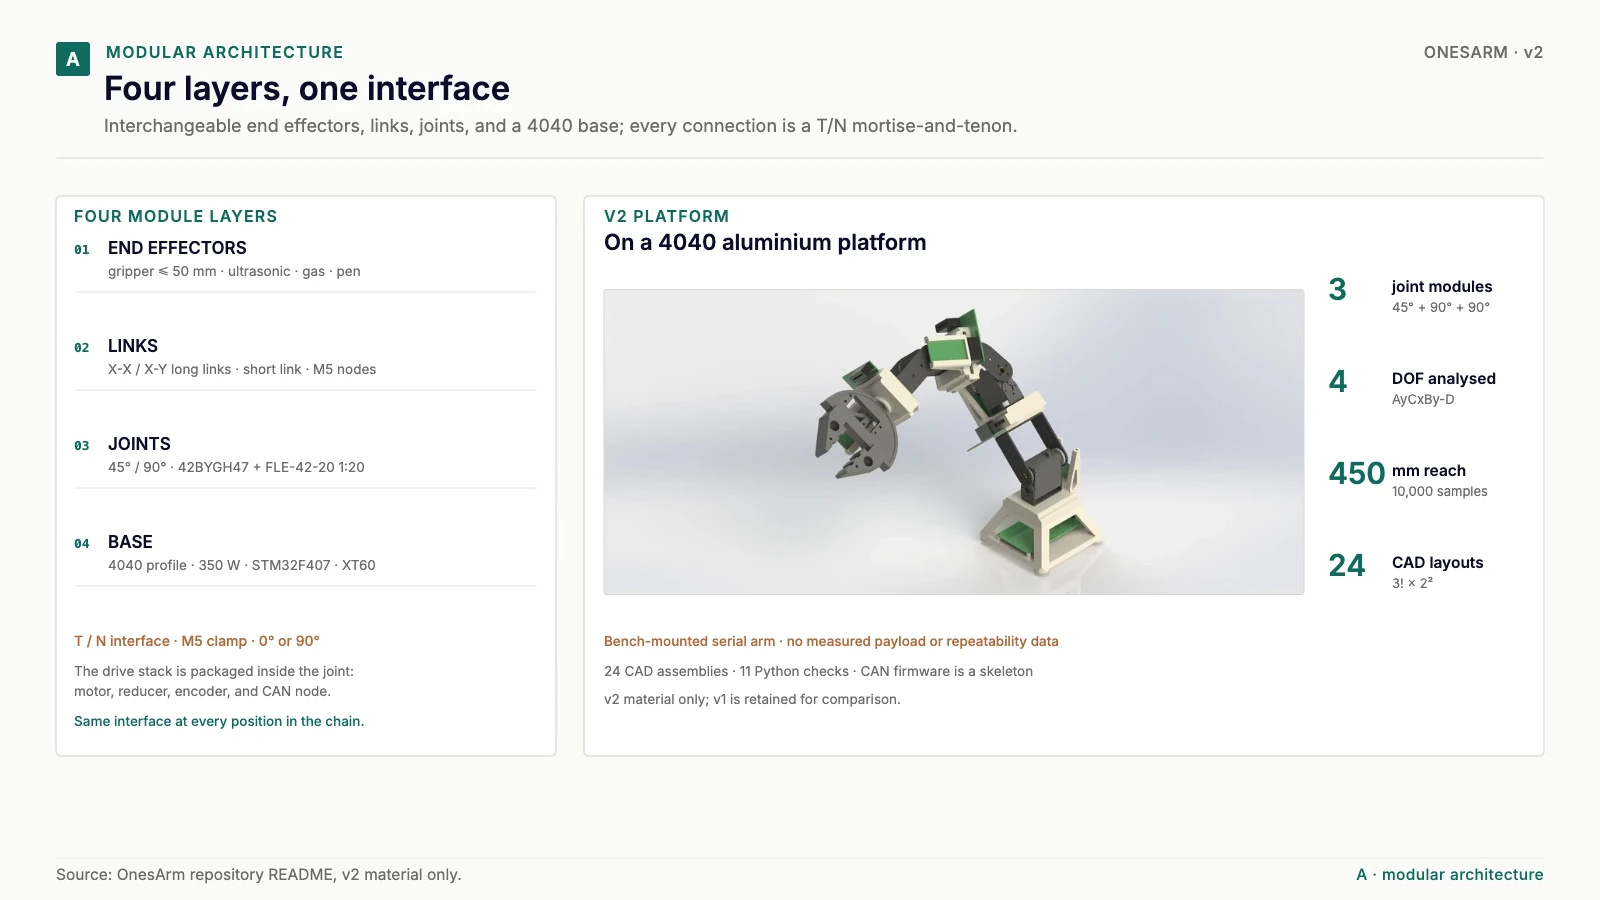 A
MODULAR ARCHITECTURE
ONESARM · v2
Four layers, one interface
Interchangeable end effectors, links, joints, and a 4040 base; every connection is a T/N mortise-and-tenon.
FOUR MODULE LAYERS
01 END EFFECTORS
gripper ≤ 50 mm · ultrasonic · gas · pen
02 LINKS
X-X / X-Y long links · short link · M5 nodes
03 JOINTS
45° / 90° · 42BYGH47 + FLE-42-20 1:20
04 BASE
4040 profile · 350 W · STM32F407 · XT60
T / N interface · M5 clamp · 0° or 90°
The drive stack is packaged inside the joint:
motor, reducer, encoder, and CAN node.
Same interface at every position in the chain.
V2 PLATFORM
On a 4040 aluminium platform
3 joint modules
45° + 90° + 90°
4 DOF analysed
AyCxBy-D
450 mm reach
10,000 samples
24 CAD layouts
3! × 2²
Bench-mounted serial arm · no measured payload or repeatability data
24 CAD assemblies · 11 Python checks · CAN firmware is a skeleton
v2 material only; v1 is retained for comparison.
Source: OnesArm repository README, v2 material only.
A · modular architecture